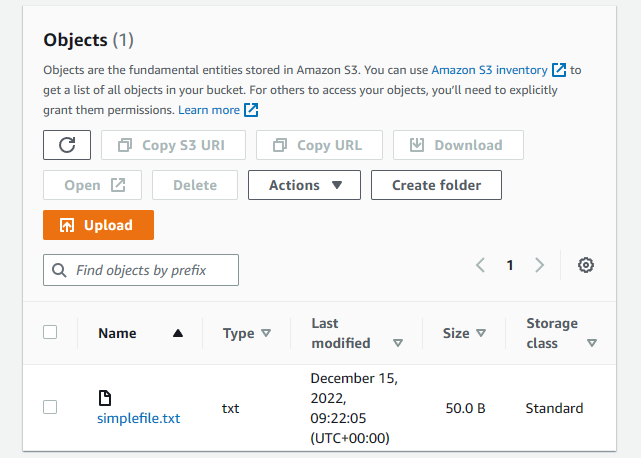 Objects (1)
Objects are the fundamental entities stored in Amazon S3. You can use Amazon S3 inventory to
get a list of all objects in your bucket. For others to access your objects, you'll need to explicitly
grant them permissions. Learn more
Copy S3 URI
Copy URL
Download
Open
Delete
Actions
Create folder
Upload
Find objects by prefix
1
Name
Type
Last
modified
Size
Storage
class
simplefile.txt
txt
December 15,
2022,
09:22:05
(UTC+00:00)
50.0 B
Standard